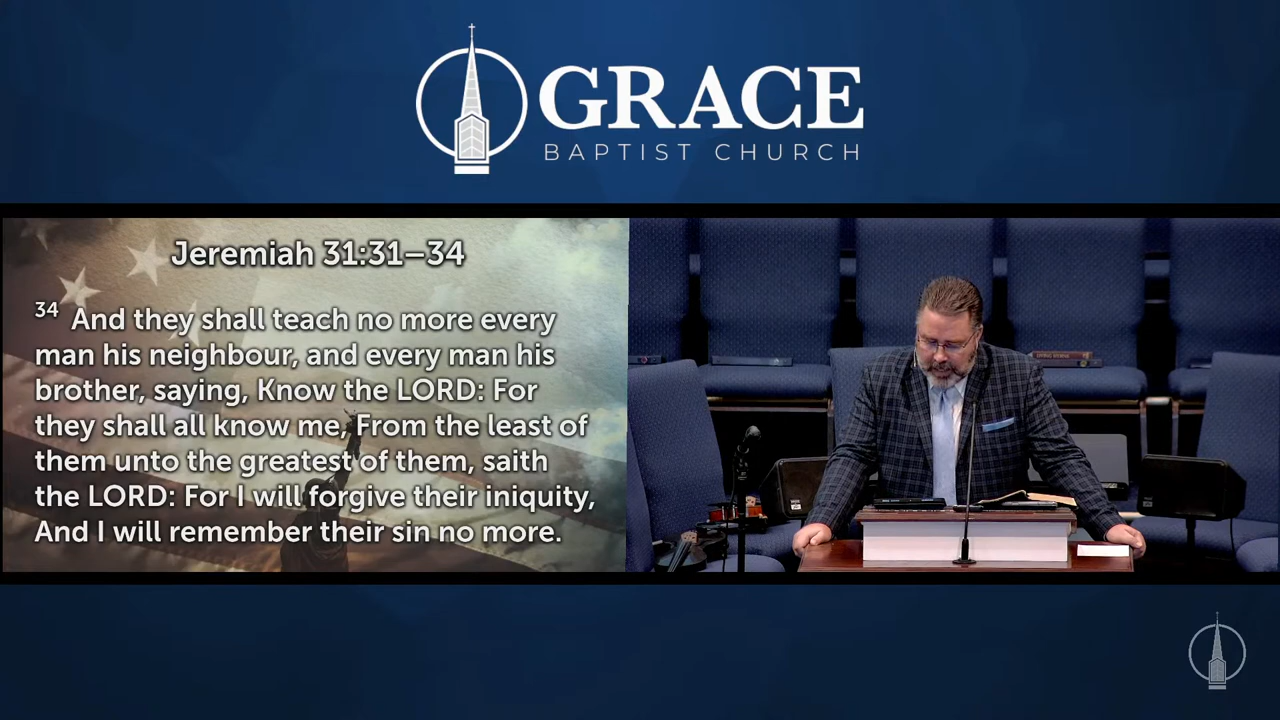 GRACE
BAPTIST CHURCH
Jeremiah 31:31–34
34 And they shall teach no more every
man his neighbour, and every man his
brother, saying, Know the LORD: For
they shall all know me, From the least of
them unto the greatest of them, saith
the LORD: For I will forgive their iniquity,
And I will remember their sin no more.